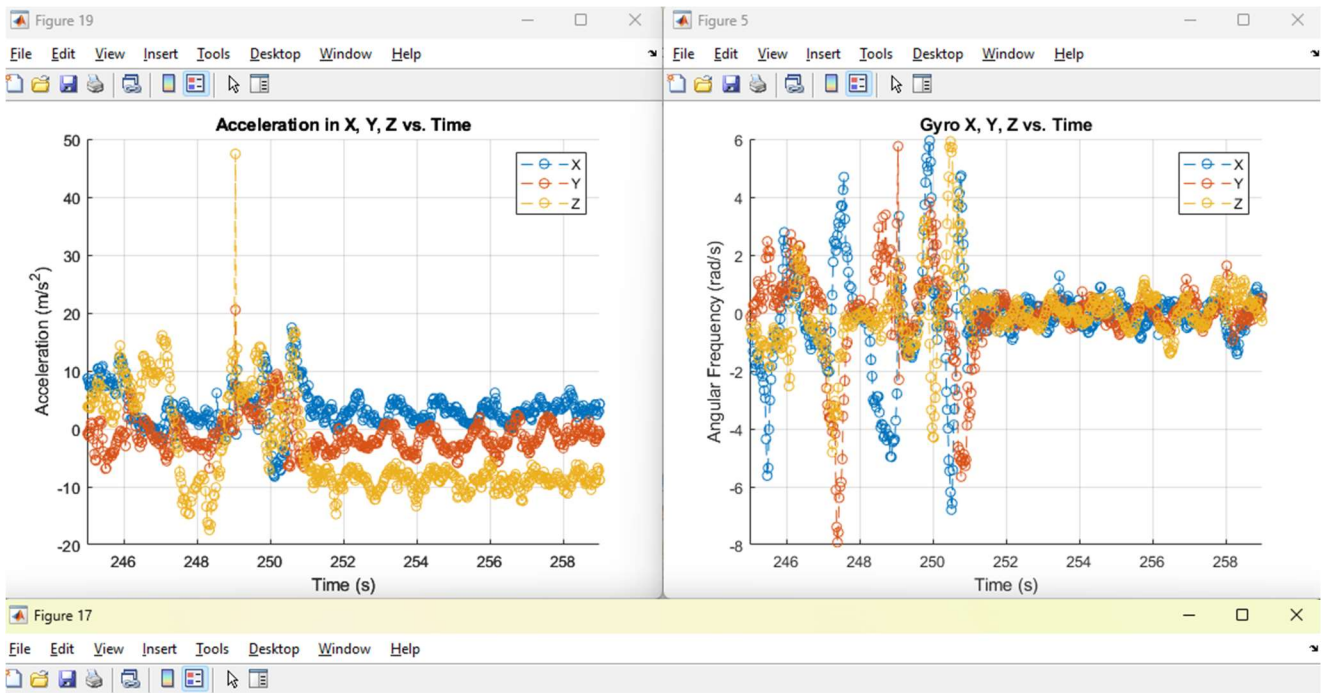 Figure 19
File Edit View Insert Tools Desktop Window Help
Acceleration in X, Y, Z vs. Time
X
Y
Z
50
40
30
20
10
0
-10
-20
Acceleration (m/s²)
246 248 250 252 254 256 258
Time (s)
Figure 5
File Edit View Insert Tools Desktop Window Help
Gyro X, Y, Z vs. Time
X
Y
Z
6
4
2
0
-2
-4
-6
-8
Angular Frequency (rad/s)
246 248 250 252 254 256 258
Time (s)
Figure 17
File Edit View Insert Tools Desktop Window Help